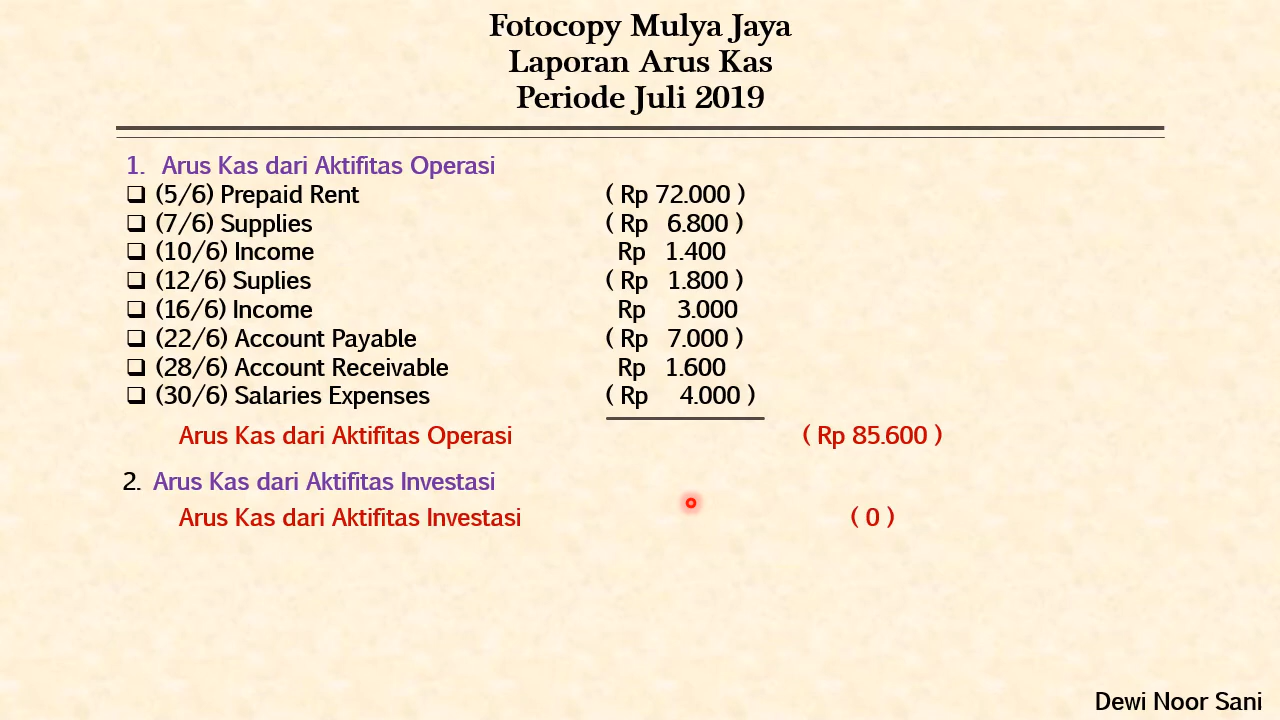 Fotocopy Mulya Jaya
Laporan Arus Kas
Periode Juli 2019
1. Arus Kas dari Aktifitas Operasi
❑ (5/6) Prepaid Rent ( Rp 72.000 )
❑ (7/6) Supplies ( Rp 6.800 )
❑ (10/6) Income Rp 1.400
❑ (12/6) Suplies ( Rp 1.800 )
❑ (16/6) Income Rp 3.000
❑ (22/6) Account Payable ( Rp 7.000 )
❑ (28/6) Account Receivable Rp 1.600
❑ (30/6) Salaries Expenses ( Rp 4.000 )
Arus Kas dari Aktifitas Operasi ( Rp 85.600 )
2. Arus Kas dari Aktifitas Investasi
Arus Kas dari Aktifitas Investasi ( 0 )
Dewi Noor Sani